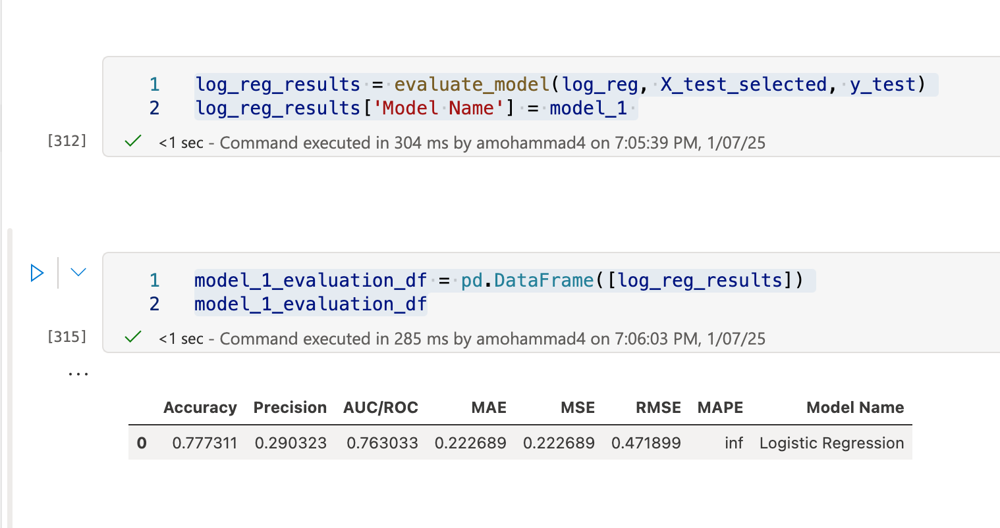 1 log_reg_results = evaluate_model(log_reg, X_test_selected, y_test)
2 log_reg_results['Model Name'] = model_1
[312] <1 sec - Command executed in 304 ms by amohammad4 on 7:05:39 PM, 1/07/25
1 model_1_evaluation_df = pd.DataFrame([log_reg_results])
2 model_1_evaluation_df
[315] <1 sec - Command executed in 285 ms by amohammad4 on 7:06:03 PM, 1/07/25
...
Accuracy Precision AUC/ROC MAE MSE RMSE MAPE Model Name
0 0.777311 0.290323 0.763033 0.222689 0.222689 0.471899 inf Logistic Regression